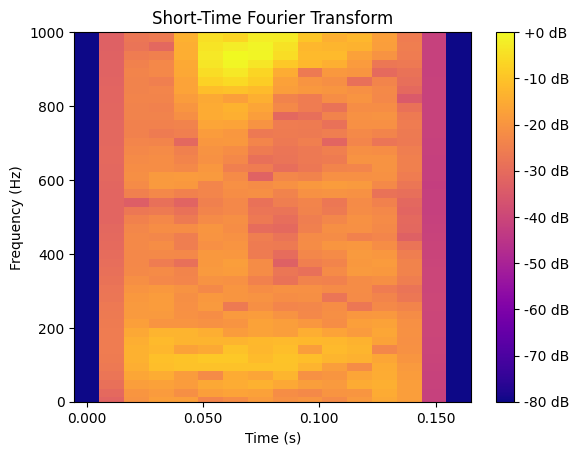 Short-Time Fourier Transform
Frequency (Hz)
1000
800
600
400
200
0
0.000
0.050
0.100
0.150
Time (s)
+0 dB
-10 dB
-20 dB
-30 dB
-40 dB
-50 dB
-60 dB
-70 dB
-80 dB